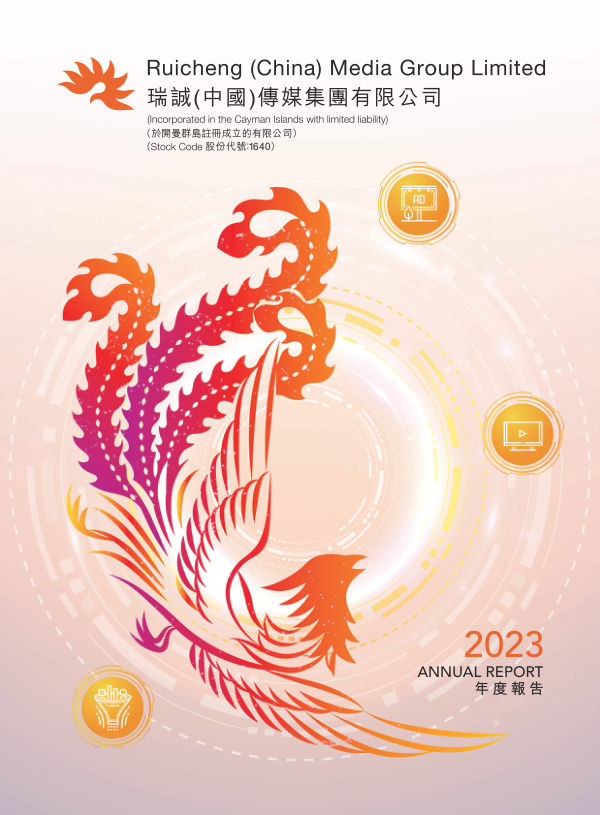 Ruicheng (China) Media Group Limited
瑞誠(中國)傳媒集團有限公司
(Incorporated in the Cayman Islands with limited liability)
(於開曼群島註冊成立的有限公司)
(Stock Code 股份代號:1640)
AD
2023
ANNUAL REPORT
年度報告